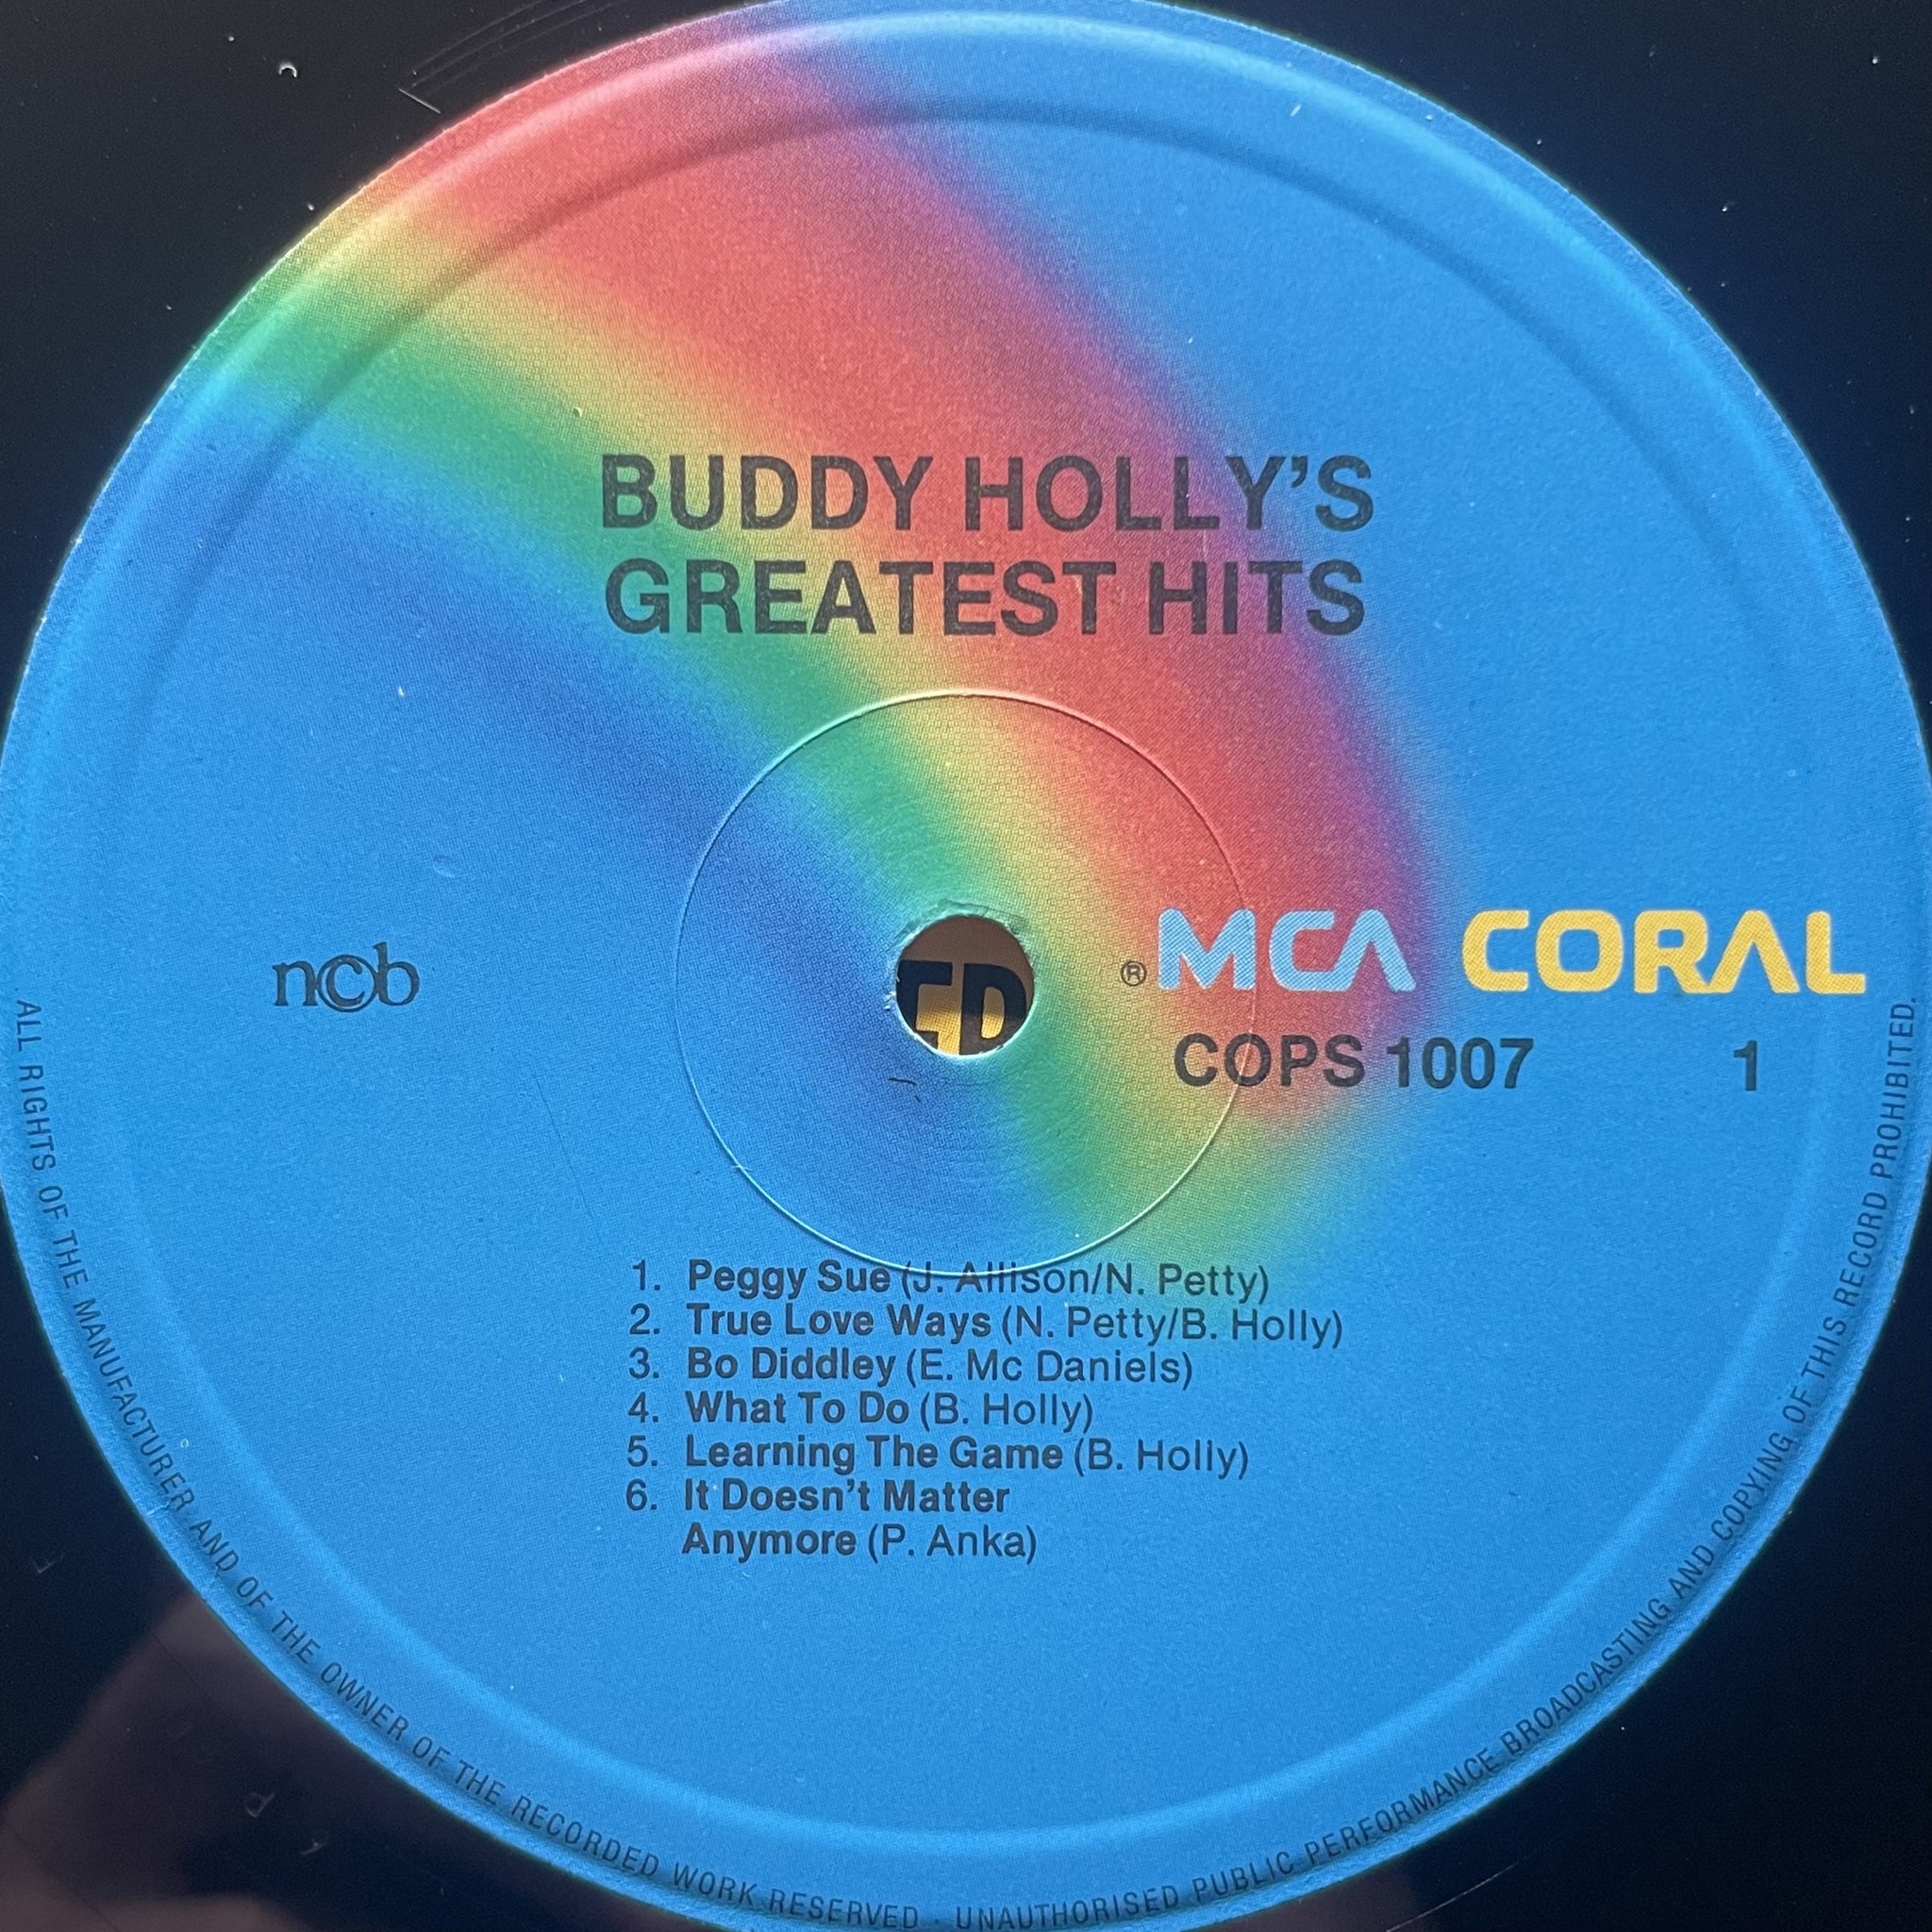 BUDDY HOLLY'S
GREATEST HITS
n©b
® MCA CORAL
COPS 1007 1
1. Peggy Sue (J. Allison/N. Petty)
2. True Love Ways (N. Petty/B. Holly)
3. Bo Diddley (E. Mc Daniels)
4. What To Do (B. Holly)
5. Learning The Game (B. Holly)
6. It Doesn't Matter
Anymore (P. Anka)
ALL RIGHTS OF THE MANUFACTURER AND OF THE OWNER OF THE RECORDED WORK RESERVED · UNAUTHORISED PUBLIC PERFORMANCE BROADCASTING AND COPYING OF THIS RECORD PROHIBITED.